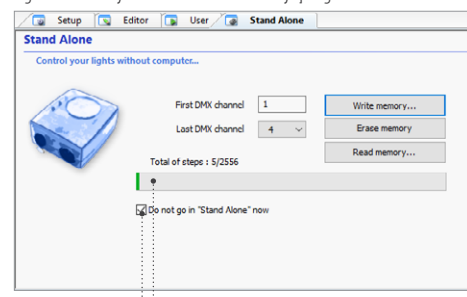 Setup Editor User Stand Alone
Stand Alone
Control your lights without computer...
First DMX channel 1 Write memory...
Last DMX channel 4 Erase memory
Read memory...
Total of steps : 5/2556
Do not go in "Stand Alone" now